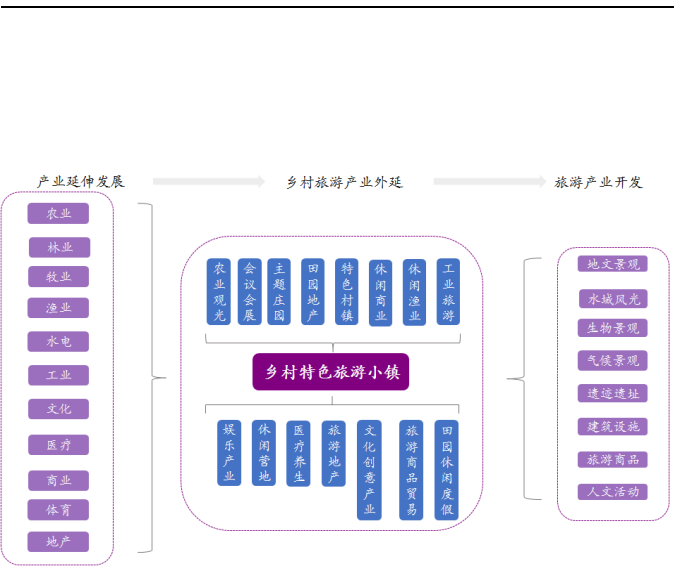 产业延伸发展
乡村旅游产业外延
旅游产业开发
农业
林业
牧业
渔业
水电
工业
文化
医疗
商业
体育
地产
农业观光
会议会展
主题庄园
田园地产
特色村镇
休闲商业
休闲渔业
工业旅游
乡村特色旅游小镇
娱乐产业
休闲营地
医疗养生
旅游地产
文化创意产业
旅游商品贸易
田园休闲度假
地文景观
水域风光
生物景观
气候景观
遗迹遗址
建筑设施
旅游商品
人文活动